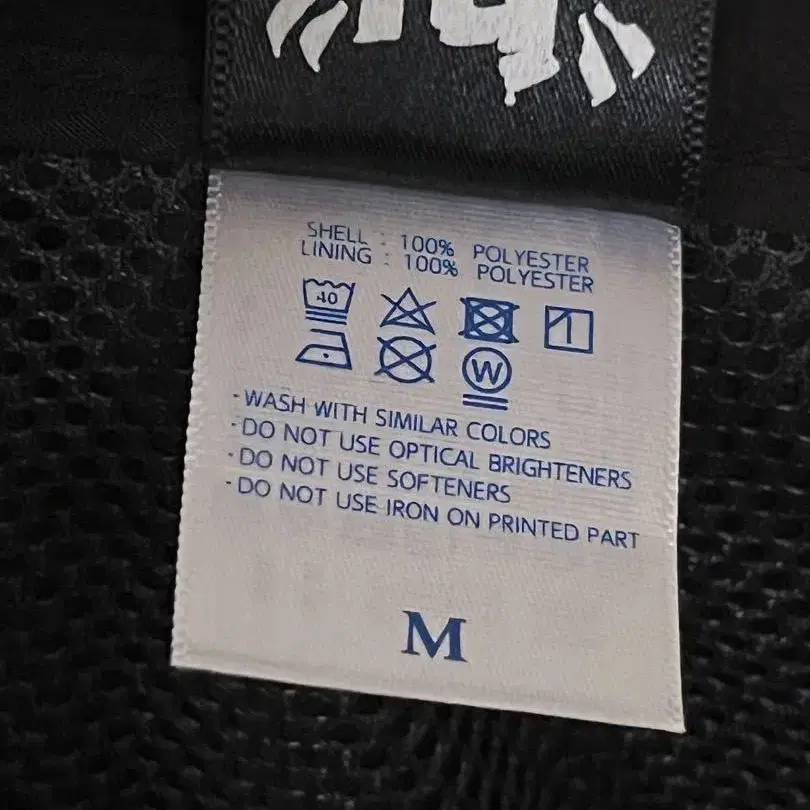 SHELL : 100% POLYESTER
LINING : 100% POLYESTER
40
W
- WASH WITH SIMILAR COLORS
- DO NOT USE OPTICAL BRIGHTENERS
- DO NOT USE SOFTENERS
- DO NOT USE IRON ON PRINTED PART
M